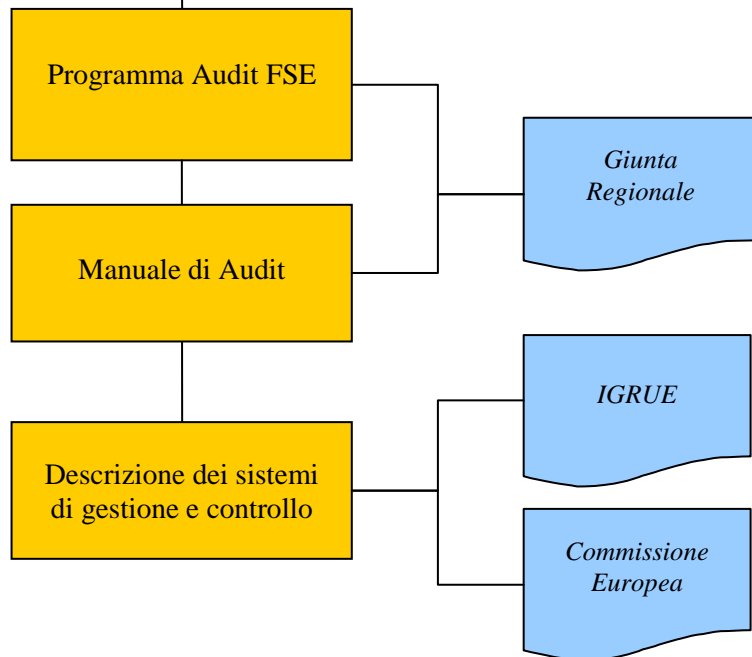 Programma Audit FSE
Giunta
Regionale
Manuale di Audit
IGRUE
Descrizione dei sistemi
di gestione e controllo
Commissione
Europea